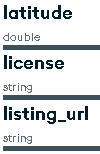 latitude
double
license
string
listing_url
string